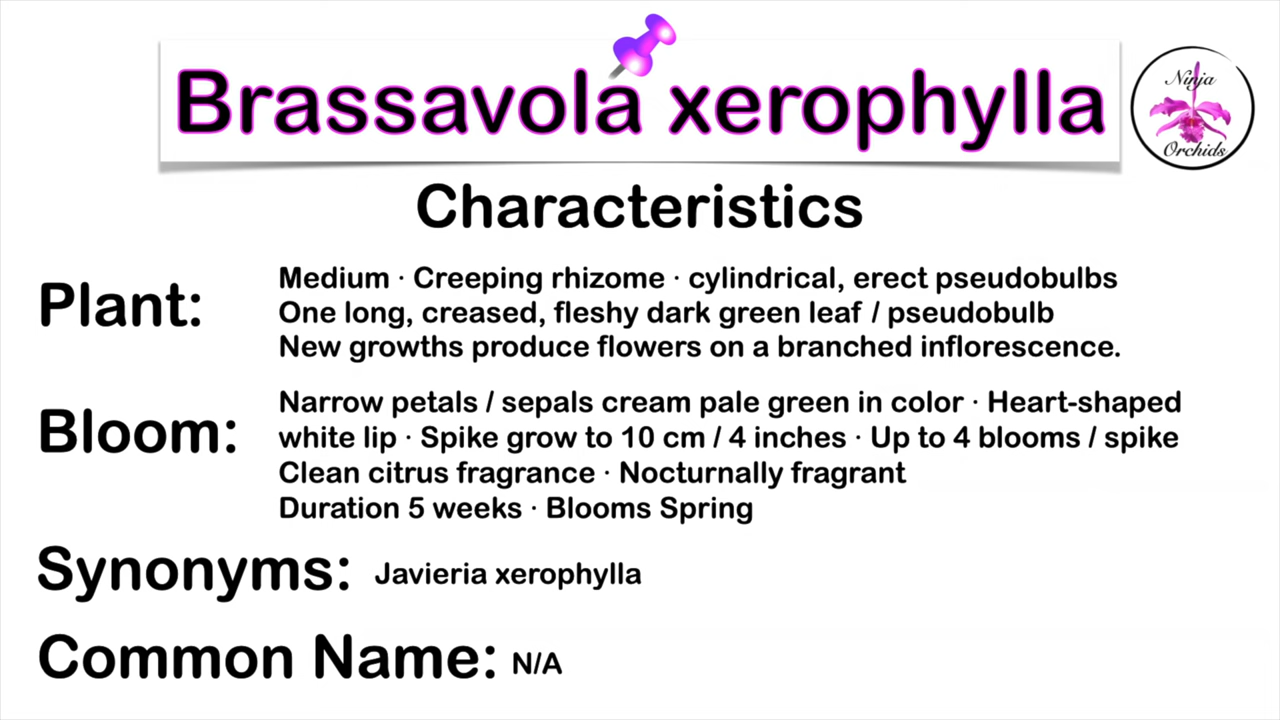 Brassavola xerophylla
Ninja
Orchids
Characteristics
Plant:
Medium · Creeping rhizome · cylindrical, erect pseudobulbs
One long, creased, fleshy dark green leaf / pseudobulb
New growths produce flowers on a branched inflorescence.
Bloom:
Narrow petals / sepals cream pale green in color · Heart-shaped
white lip · Spike grow to 10 cm / 4 inches · Up to 4 blooms / spike
Clean citrus fragrance · Nocturnally fragrant
Duration 5 weeks · Blooms Spring
Synonyms: Javieria xerophylla
Common Name: N/A